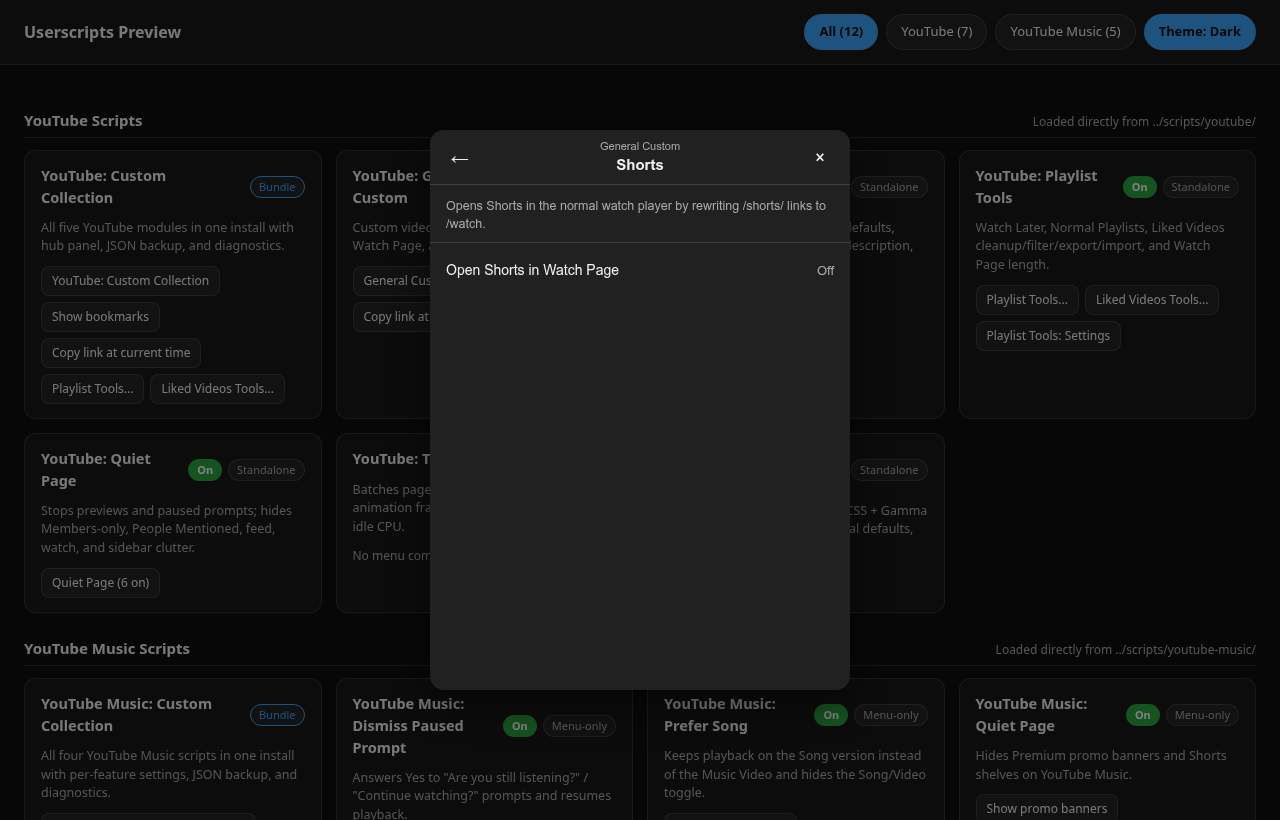 Userscripts Preview
All (12)
YouTube (7)
YouTube Music (5)
Theme: Dark
YouTube Scripts
Loaded directly from ../scripts/youtube/
YouTube: Custom
Collection
Bundle
All five YouTube modules in one install with
hub panel, JSON backup, and diagnostics.
YouTube: Custom Collection
Show bookmarks
Copy link at current time
Playlist Tools...
Liked Videos Tools...
YouTube: G
Custom
Custom vide
Watch Page, a
General Cus
Copy link at
Standalone
efaults,
escription,
YouTube: Playlist
Tools
On
Standalone
Watch Later, Normal Playlists, Liked Videos
cleanup/filter/export/import, and Watch
Page length.
Playlist Tools...
Liked Videos Tools...
Playlist Tools: Settings
General Custom
←
Shorts
×
Opens Shorts in the normal watch player by rewriting /shorts/ links to
/watch.
Open Shorts in Watch Page
Off
YouTube: Quiet
Page
On
Standalone
Stops previews and paused prompts; hides
Members-only, People Mentioned, feed,
watch, and sidebar clutter.
Quiet Page (6 on)
YouTube: T
Batches page
animation fra
idle CPU.
No menu com
Standalone
CSS + Gamma
al defaults,
YouTube Music Scripts
Loaded directly from ../scripts/youtube-music/
YouTube Music: Custom
Collection
Bundle
All four YouTube Music scripts in one install
with per-feature settings, JSON backup, and
diagnostics.
YouTube Music:
Dismiss Paused
Prompt
On
Menu-only
Answers Yes to "Are you still listening?" /
"Continue watching?" prompts and resumes
playback.
YouTube Music:
Prefer Song
On
Menu-only
Keeps playback on the Song version instead
of the Music Video and hides the Song/Video
toggle.
YouTube Music:
Quiet Page
On
Menu-only
Hides Premium promo banners and Shorts
shelves on YouTube Music.
Show promo banners